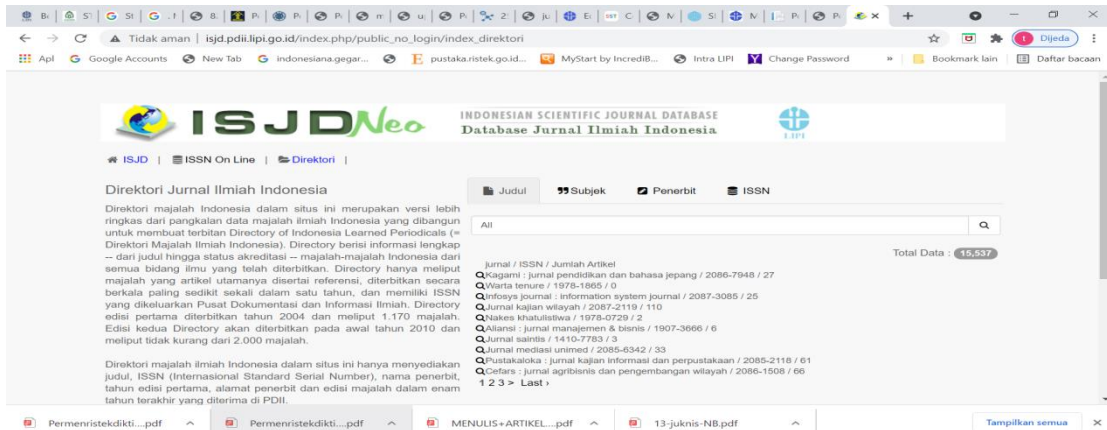 Tidak aman | isjd.pdii.lipi.go.id/index.php/public_no_login/index_direktori
Dijeda
Apl Google Accounts New Tab indonesiana.gegar... pustaka.ristek.go.id... MyStart by IncrediB... Intra LIPI Change Password » Bookmark lain Daftar bacaan
ISJDNeo
INDONESIAN SCIENTIFIC JOURNAL DATABASE
Database Jurnal Ilmiah Indonesia
LIPI
ISJD | ISSN On Line | Direktori |
Direktori Jurnal Ilmiah Indonesia
Direktori majalah Indonesia dalam situs ini merupakan versi lebih
ringkas dari pangkalan data majalah ilmiah Indonesia yang dibangun
untuk membuat terbitan Directory of Indonesia Learned Periodicals (=
Direktori Majalah Ilmiah Indonesia). Directory berisi informasi lengkap
-- dari judul hingga status akreditasi -- majalah-majalah Indonesia dari
semua bidang ilmu yang telah diterbitkan. Directory hanya meliput
majalah yang artikel utamanya disertai referensi, diterbitkan secara
berkala paling sedikit sekali dalam satu tahun, dan memiliki ISSN
yang dikeluarkan Pusat Dokumentasi dan Informasi Ilmiah. Directory
edisi pertama diterbitkan tahun 2004 dan meliput 1.170 majalah.
Edisi kedua Directory akan diterbitkan pada awal tahun 2010 dan
meliput tidak kurang dari 2.000 majalah.
Direktori majalah ilmiah Indonesia dalam situs ini hanya menyediakan
judul, ISSN (Internasional Standard Serial Number), nama penerbit,
tahun edisi pertama, alamat penerbit dan edisi majalah dalam enam
tahun terakhir yang diterima di PDII.
Judul Subjek Penerbit ISSN
All
Total Data : 15,537
jurnal / ISSN / Jumlah Artikel
Kagami : jurnal pendidikan dan bahasa jepang / 2086-7948 / 27
Warta tenure / 1978-1865 / 0
Infosys journal : information system journal / 2087-3085 / 25
Jurnal kajian wilayah / 2087-2119 / 110
Nakes khatulistiwa / 1978-0729 / 2
Aliansi : jurnal manajemen & bisnis / 1907-3666 / 6
Jurnal saintis / 1410-7783 / 3
Jurnal mediasi unimed / 2085-6342 / 33
Pustakaloka : jurnal kajian informasi dan perpustakaan / 2085-2118 / 61
Cefars : jurnal agribisnis dan pengembangan wilayah / 2086-1508 / 66
1 2 3 > Last ›
Permenristekdikti....pdf Permenristekdikti....pdf MENULIS+ARTIKEL....pdf 13-juknis-NB.pdf Tampilkan semua